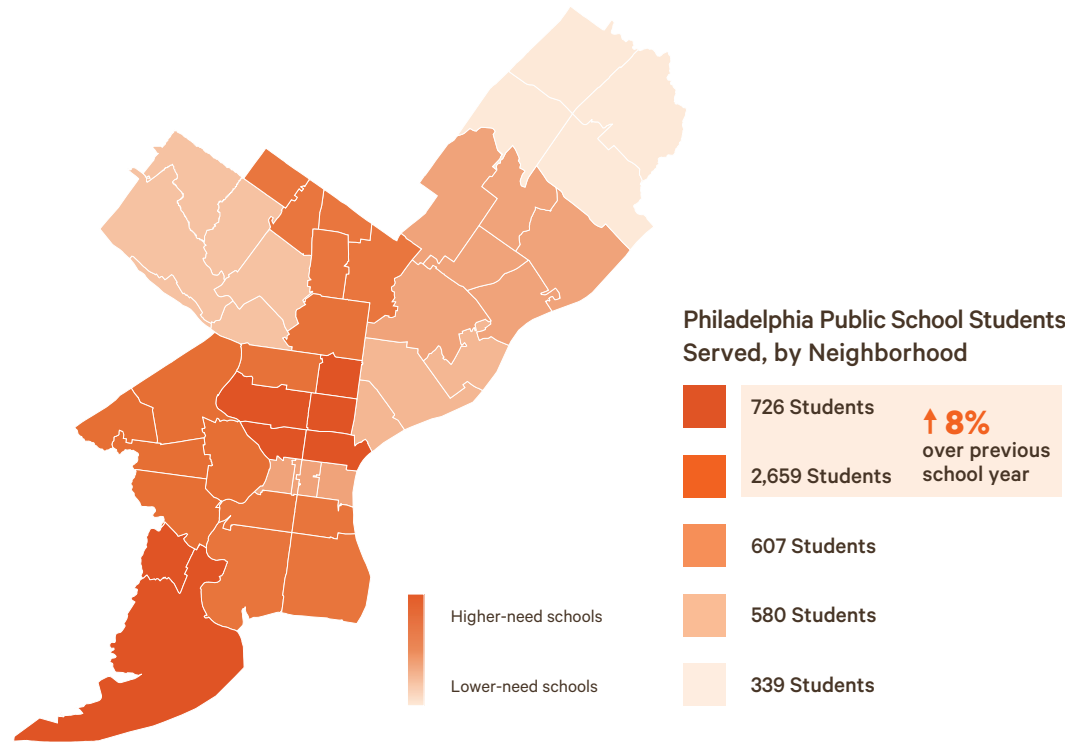 Philadelphia Public School Students
Served, by Neighborhood
726 Students
↑ 8%
over previous
school year
2,659 Students
607 Students
580 Students
339 Students
Higher-need schools
Lower-need schools